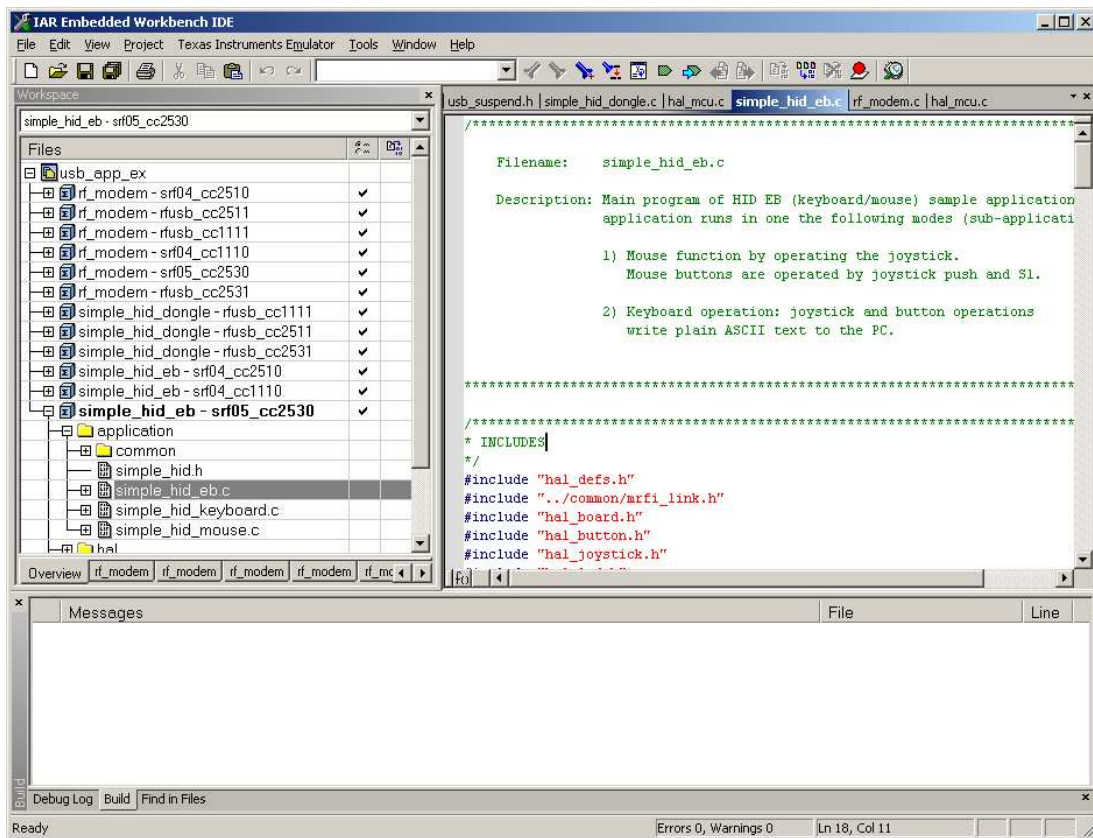 IAR Embedded Workbench IDE
File Edit View Project Texas Instruments Emulator Tools Window Help
Workspace
simple_hid_eb - srf05_cc2530
Files
usb_app_ex
rf_modem - srf04_cc2510
rf_modem - rfusb_cc2511
rf_modem - rfusb_cc1111
rf_modem - srf04_cc1110
rf_modem - srf05_cc2530
rf_modem - rfusb_cc2531
simple_hid_dongle - rfusb_cc1111
simple_hid_dongle - rfusb_cc2511
simple_hid_dongle - rfusb_cc2531
simple_hid_eb - srf04_cc2510
simple_hid_eb - srf04_cc1110
simple_hid_eb - srf05_cc2530
application
common
simple_hid.h
simple_hid_eb.c
simple_hid_keyboard.c
simple_hid_mouse.c
hal
Overview rf_modem rf_modem rf_modem rf_modem rf_mc
usb_suspend.h | simple_hid_dongle.c | hal_mcu.c simple_hid_eb.c rf_modem.c | hal_mcu.c
/****************************************************************************
Filename: simple_hid_eb.c
Description: Main program of HID EB (keyboard/mouse) sample application
application runs in one the following modes (sub-applicati
1) Mouse function by operating the joystick.
Mouse buttons are operated by joystick push and S1.
2) Keyboard operation: joystick and button operations
write plain ASCII text to the PC.
****************************************************************************
/****************************************************************************
* INCLUDES
*/
#include "hal_defs.h"
#include "../common/mrfi_link.h"
#include "hal_board.h"
#include "hal_button.h"
#include "hal_joystick.h"
f()
Messages File Line
Build
Debug Log Build Find in Files
Ready Errors 0, Warnings 0 Ln 18, Col 11